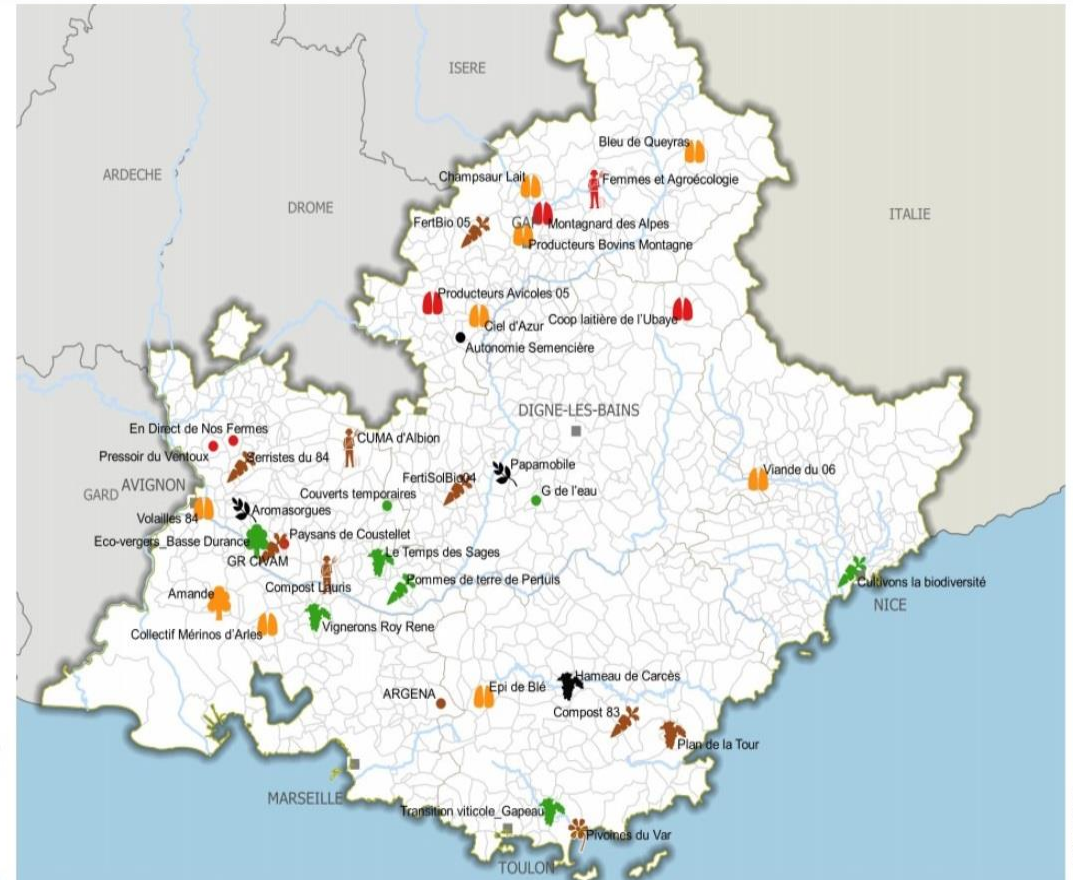 ISERE
Bleu de Queyras
ARDECHE
Champsaur Lait
Femmes et Agroécologie
DROME
ITALIE
FertBio 05
GAP
Montagnard des Alpes
Producteurs Bovins Montagne
Producteurs Avicoles 05
Ciel d'Azur
Coop laitière de l'Ubaye
Autonomie Semencière
DIGNE-LES-BAINS
En Direct de Nos Fermes
CUMA d'Albion
Pressoir du Ventoux
Serristes du 84
Papamobile
Viande du 06
FertiSolBio04
GARD
AVIGNON
Couverts temporaires
G de l'eau
Volailles 84
Aromasorgues
Eco-vergers_Basse Durance
Paysans de Coustellet
GR CIVAM
Le Temps des Sages
Compost Lauris
Pommes de terre de Pertuis
Cultivons la biodiversité
Amande
NICE
Collectif Mérinos d'Arles
Vignerons Roy Rene
Hameau de Carcès
ARGENA
Epi de Blé
Compost 83
Plan de la Tour
MARSEILLE
Transition viticole_Gapeau
Pivoines du Var
TOULON